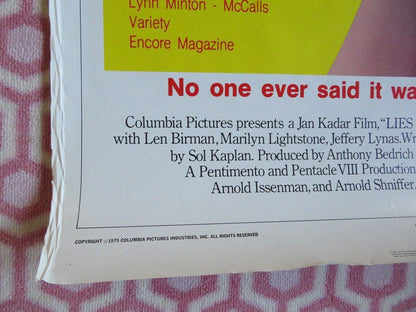 Lynn Minton - McCalls
Variety
Encore Magazine
No one ever said it wa
Columbia Pictures presents a Jan Kadar Film, "LIES
with Len Birman, Marilyn Lightstone, Jeffery Lynas. Wr
by Sol Kaplan. Produced by Anthony Bedrich
A Pentimento and Pentacle VIII Production
Arnold Issenman, and Arnold Shniffer.
COPYRIGHT © 1975 COLUMBIA PICTURES INDUSTRIES, INC. ALL RIGHTS RESERVED